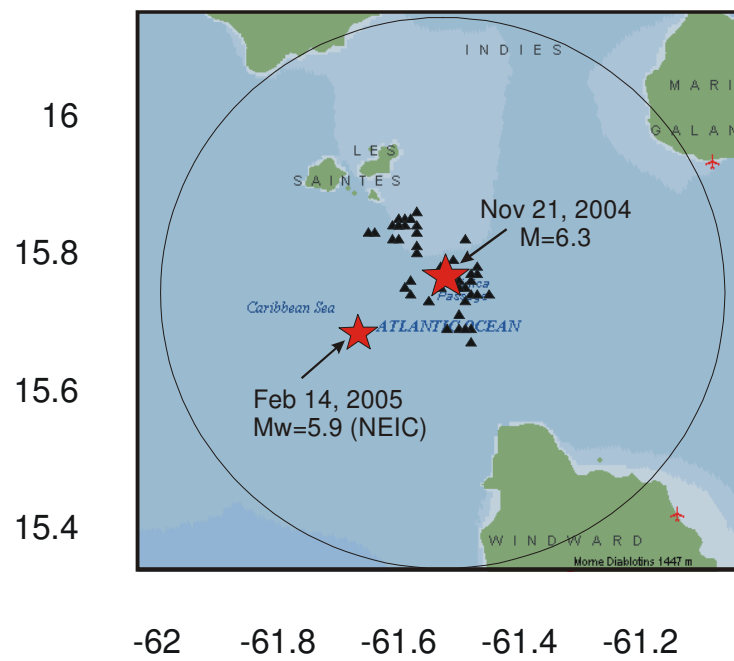 INDIES
MARI
16
GALAN
LES
SAINTES
Nov 21, 2004
M=6.3
15.8
Passage
Caribbean Sea
ATLANTIC OCEAN
15.6
Feb 14, 2005
Mw=5.9 (NEIC)
15.4
WINDWARD
Morne Diablotins 1447 m
-62 -61.8 -61.6 -61.4 -61.2